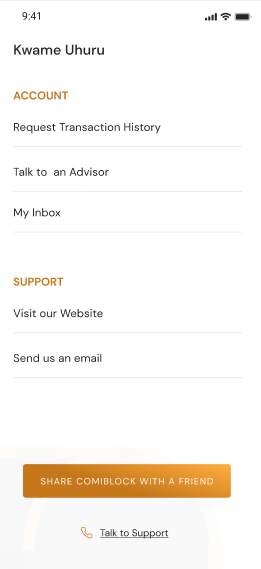 9:41
Kwame Uhuru
ACCOUNT
Request Transaction History
Talk to  an Advisor
My Inbox
SUPPORT
Visit our Website
Send us an email
SHARE COMIBLOCK WITH A FRIEND
Talk to Support